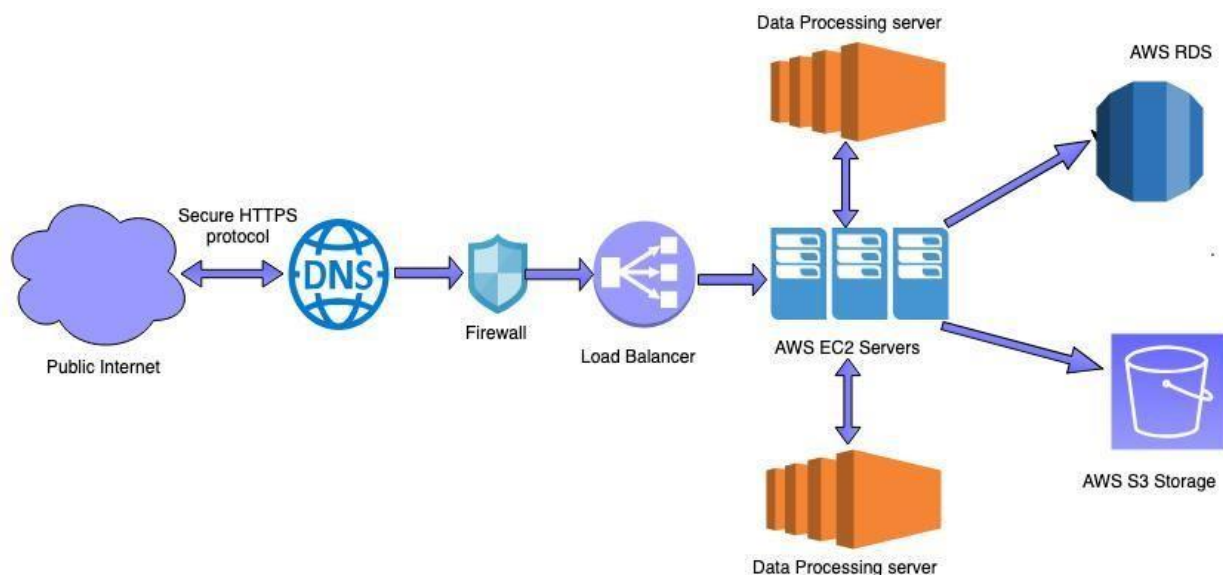 Data Processing server
AWS RDS
Secure HTTPS
protocol
DNS
Firewall
Load Balancer
AWS EC2 Servers
Public Internet
AWS S3 Storage
Data Processing server